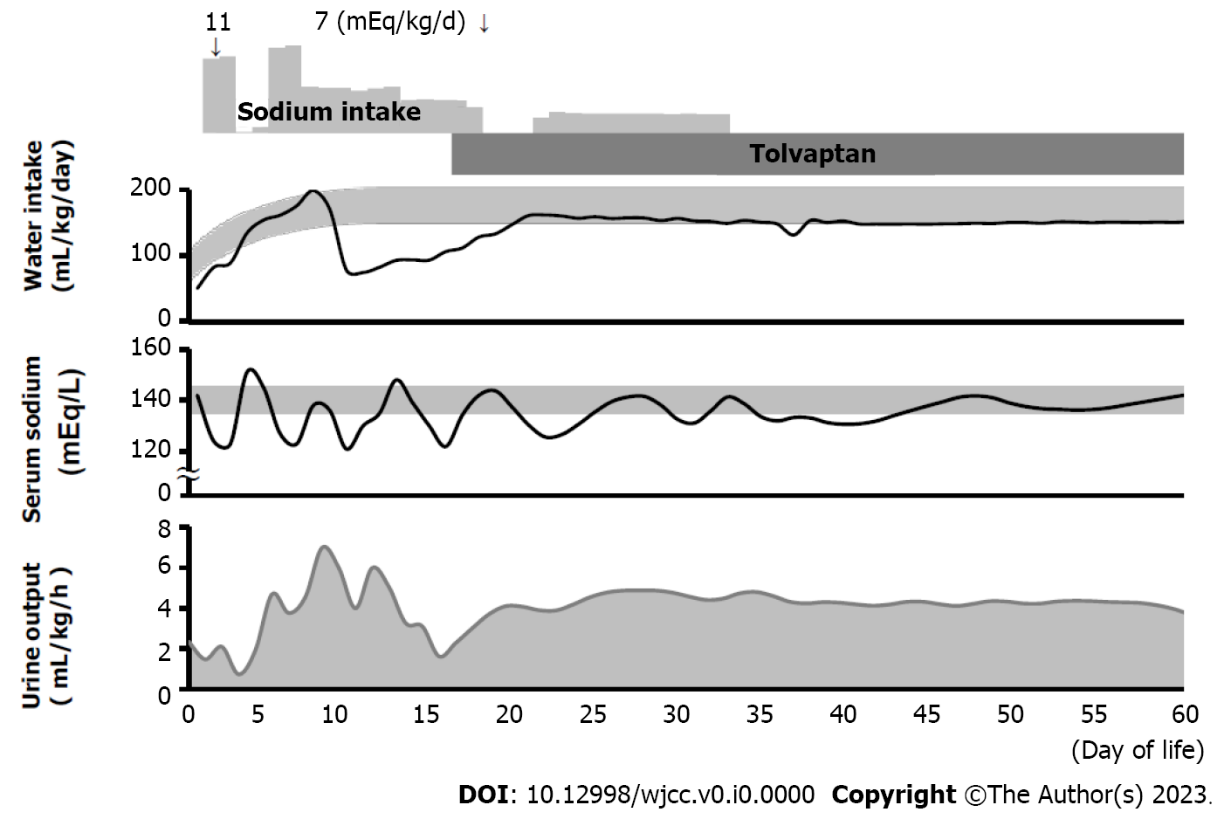 11
7 (mEq/kg/d) ↓
↓
Sodium intake
Tolvaptan
Water intake
(mL/kg/day)
200
100
0
Serum sodium
(mEq/L)
160
140
120
0
Urine output
( mL/kg/h )
8
6
4
2
0
0 5 10 15 20 25 30 35 40 45 50 55 60
(Day of life)
DOI: 10.12998/wjcc.v0.i0.0000 Copyright ©The Author(s) 2023.